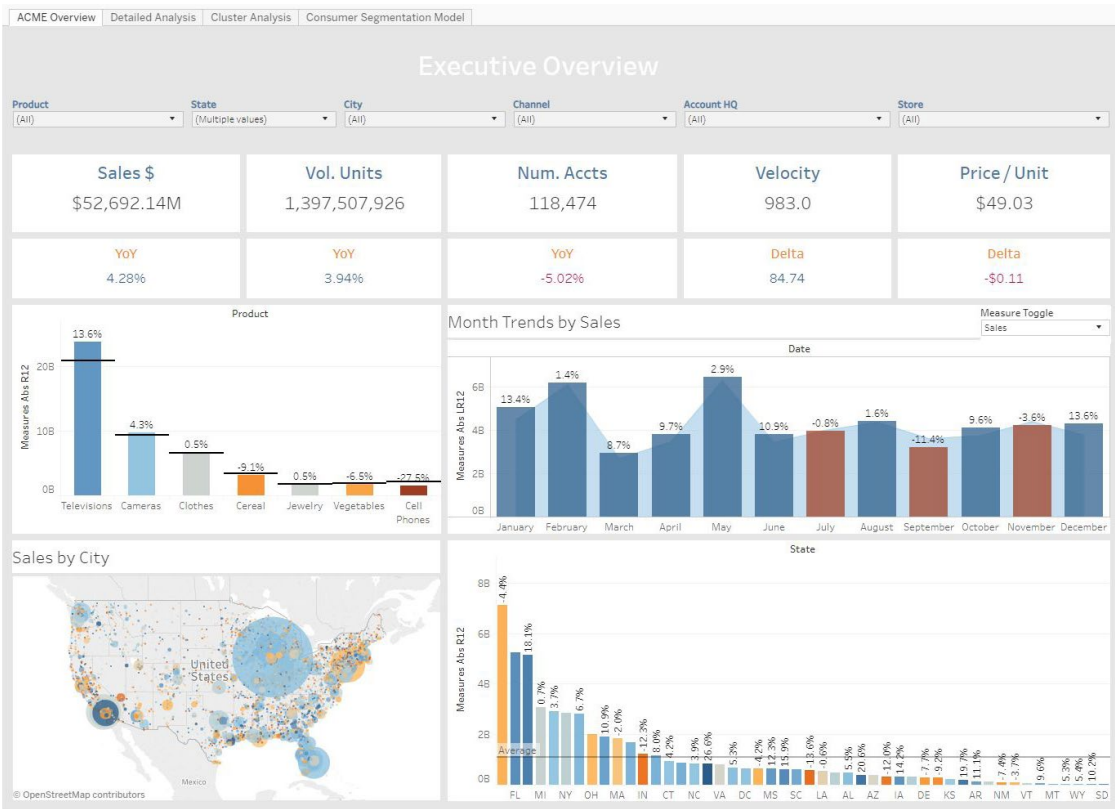 ACME Overview Detailed Analysis Cluster Analysis Consumer Segmentation Model
Executive Overview
Product State City Channel Account HQ Store
(All) (Multiple values) (All) (All) (All) (All)
Sales $ Vol. Units Num. Accts Velocity Price / Unit
$52,692.14M 1,397,507,926 118,474 983.0 $49.03
YoY YoY YoY Delta Delta
4.28% 3.94% -5.02% 84.74 -$0.11
Product
Measures Abs R12
20B
10B
0B
13.6% 4.3% 0.5% -9.1% 0.5% -6.5% -27.5%
Televisions Cameras Clothes Cereal Jewelry Vegetables Cell Phones
Month Trends by Sales
Measure Toggle
Sales
Date
Measures Abs LR12
6B
4B
2B
0B
13.4% 1.4% 8.7% 9.7% 2.9% 10.9% -0.8% 1.6% -11.4% 9.6% -3.6% 13.6%
January February March April May June July August September October November December
Sales by City
United States
Mexico
© OpenStreetMap contributors
State
Measures Abs R12
8B
6B
4B
2B
0B
Average
-4.4% 18.1% 0.7% 3.7% 6.7% 10.9% -2.0% -12.3% 8.0% 4.2% 3.9% 26.6% 5.3% -4.2% 12.3% 15.9% -13.6% -0.6% 5.5% 20.6% -12.0% 14.2% -7.7% -9.2% 19.7% 11.1% -7.4% -3.7% 9.6% 5.3% 5.4% 10.2%
FL MI NY OH MA IN CT NC VA DC MS SC LA AL AZ IA DE KS AR NM VT MT WY SD